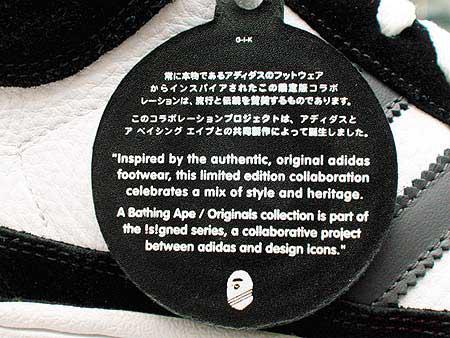 G-I-K
常に本物であるアディダスのフットウェア
からインスパイアされたこの限定版コラボ
レーションは、流行と伝統を賛美するものであります。
このコラボレーションプロジェクトは、アディダスと
ア ベイシング エイプとの共同制作によって誕生しました。
"Inspired by the authentic, original adidas
footwear, this limited edition collaboration
celebrates a mix of style and heritage.
A Bathing Ape / Originals collection is part of
the !s!gned series, a collaborative project
between adidas and design icons."